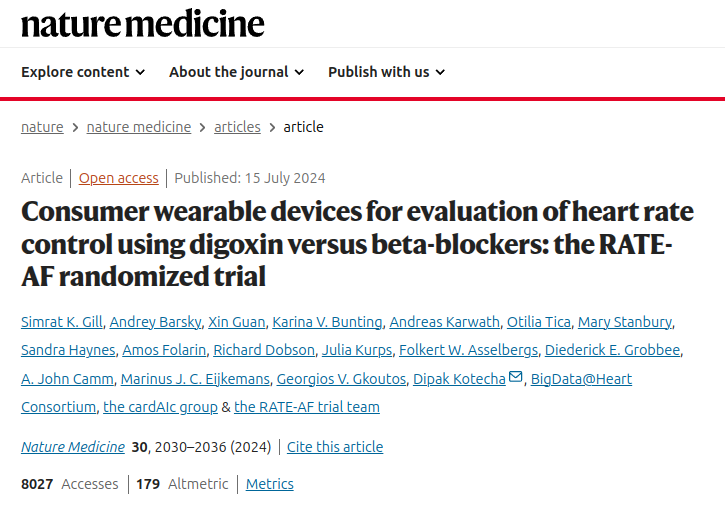 nature medicine
Explore content About the journal Publish with us
nature > nature medicine > articles > article
Article | Open access | Published: 15 July 2024
Consumer wearable devices for evaluation of heart rate
control using digoxin versus beta-blockers: the RATE-
AF randomized trial
Simrat K. Gill, Andrey Barsky, Xin Guan, Karina V. Bunting, Andreas Karwath, Otilia Tica, Mary Stanbury,
Sandra Haynes, Amos Folarin, Richard Dobson, Julia Kurps, Folkert W. Asselbergs, Diederick E. Grobbee,
A. John Camm, Marinus J. C. Eijkemans, Georgios V. Gkoutos, Dipak Kotecha, BigData@Heart
Consortium, the cardAIc group & the RATE-AF trial team
Nature Medicine 30, 2030–2036 (2024) | Cite this article
8027 Accesses | 179 Altmetric | Metrics